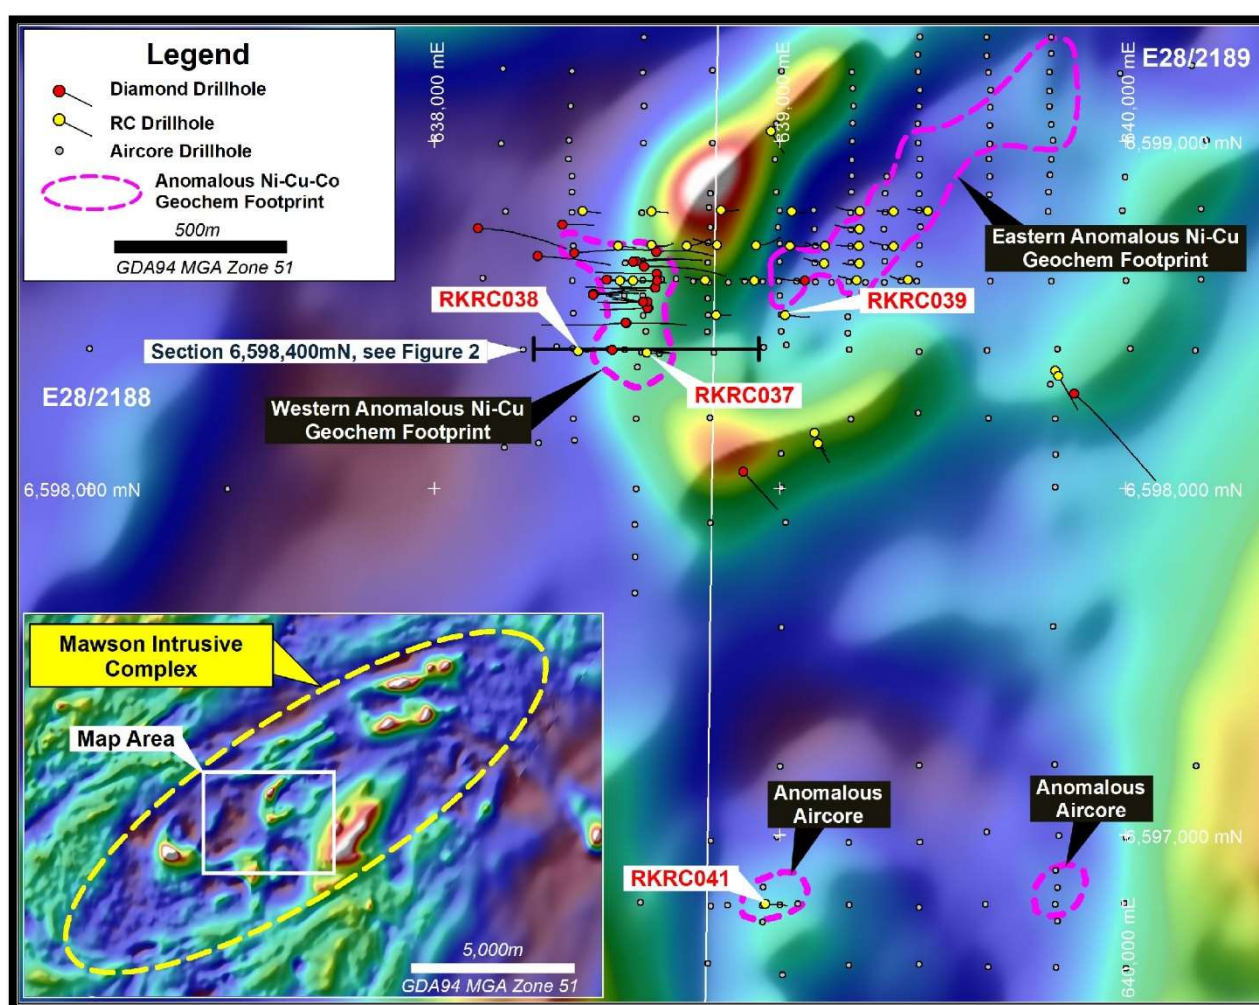 Legend
Diamond Drillhole
RC Drillhole
Aircore Drillhole
Anomalous Ni-Cu-Co
Geochem Footprint
500m
GDA94 MGA Zone 51
638,000 mE
639,000 mE
640,000 mE
E28/2189
6,599,000 mN
Eastern Anomalous Ni-Cu
Geochem Footprint
RKRC038
RKRC039
Section 6,598,400mN, see Figure 2
RKRC037
E28/2188
Western Anomalous Ni-Cu
Geochem Footprint
6,598,000 mN
6,598,000 mN
Mawson Intrusive
Complex
Map Area
5,000m
GDA94 MGA Zone 51
Anomalous
Aircore
Anomalous
Aircore
6,597,000 mN
RKRC041
640,000 mE